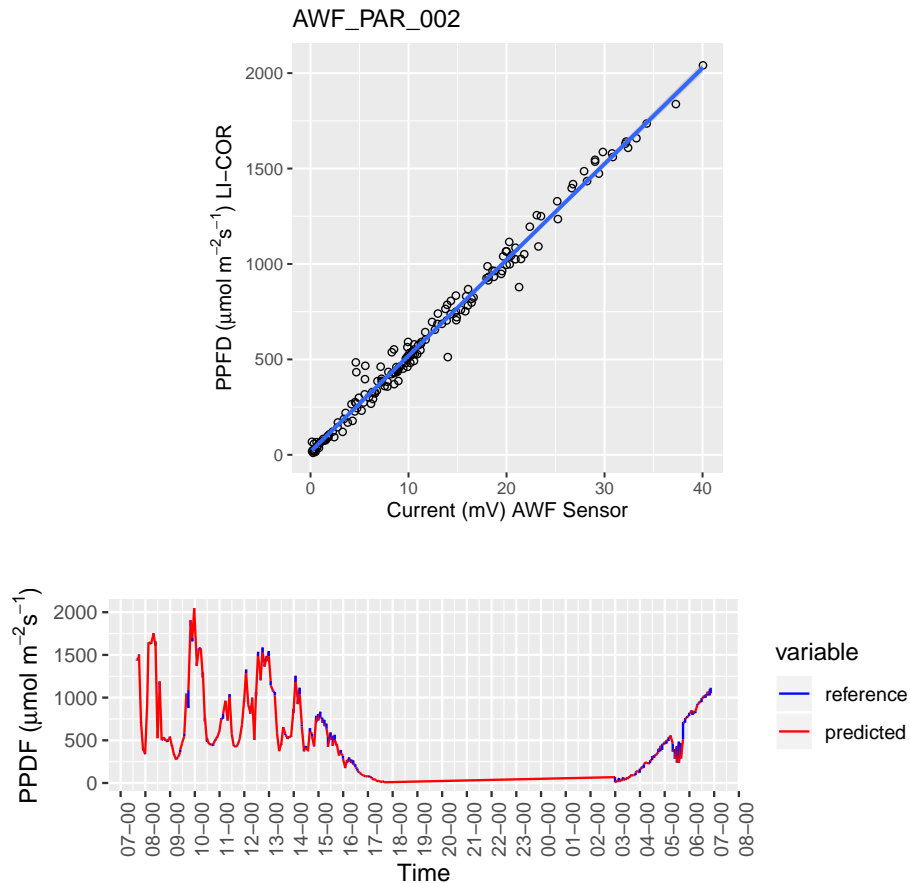 AWF_PAR_002
2000
1500
1000
500
0
PPFD (μmol m⁻²s⁻¹) LI−COR
0 10 20 30 40
Current (mV) AWF Sensor
2000
1500
1000
500
0
PPDF (μmol m⁻²s⁻¹)
07−00 08−00 09−00 10−00 11−00 12−00 13−00 14−00 15−00 16−00 17−00 18−00 19−00 20−00 21−00 22−00 23−00 00−00 03−00 04−00 05−00 06−00 07−00 08−00
Time
variable
reference
predicted